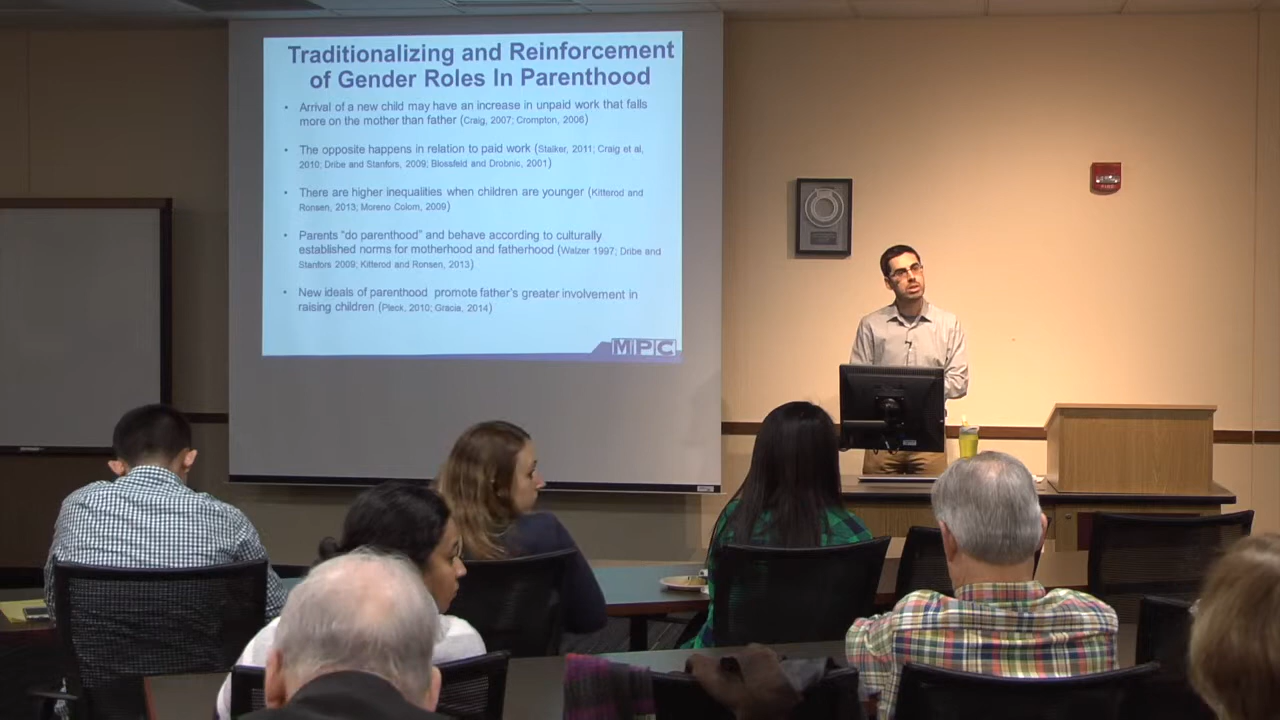 Traditionalizing and Reinforcement
of Gender Roles In Parenthood
• Arrival of a new child may have an increase in unpaid work that falls
more on the mother than father (Craig, 2007; Crompton, 2006)
• The opposite happens in relation to paid work (Stalker, 2011; Craig et al,
2010; Dribe and Stanfors, 2009; Blossfeld and Drobnic, 2001)
• There are higher inequalities when children are younger (Kitterod and
Ronsen, 2013; Moreno Colom, 2009)
• Parents “do parenthood” and behave according to culturally
established norms for motherhood and fatherhood (Walzer 1997; Dribe and
Stanfors 2009; Kitterod and Ronsen, 2013)
• New ideals of parenthood promote father's greater involvement in
raising children (Pleck, 2010; Gracia, 2014)
MPC
FIRE